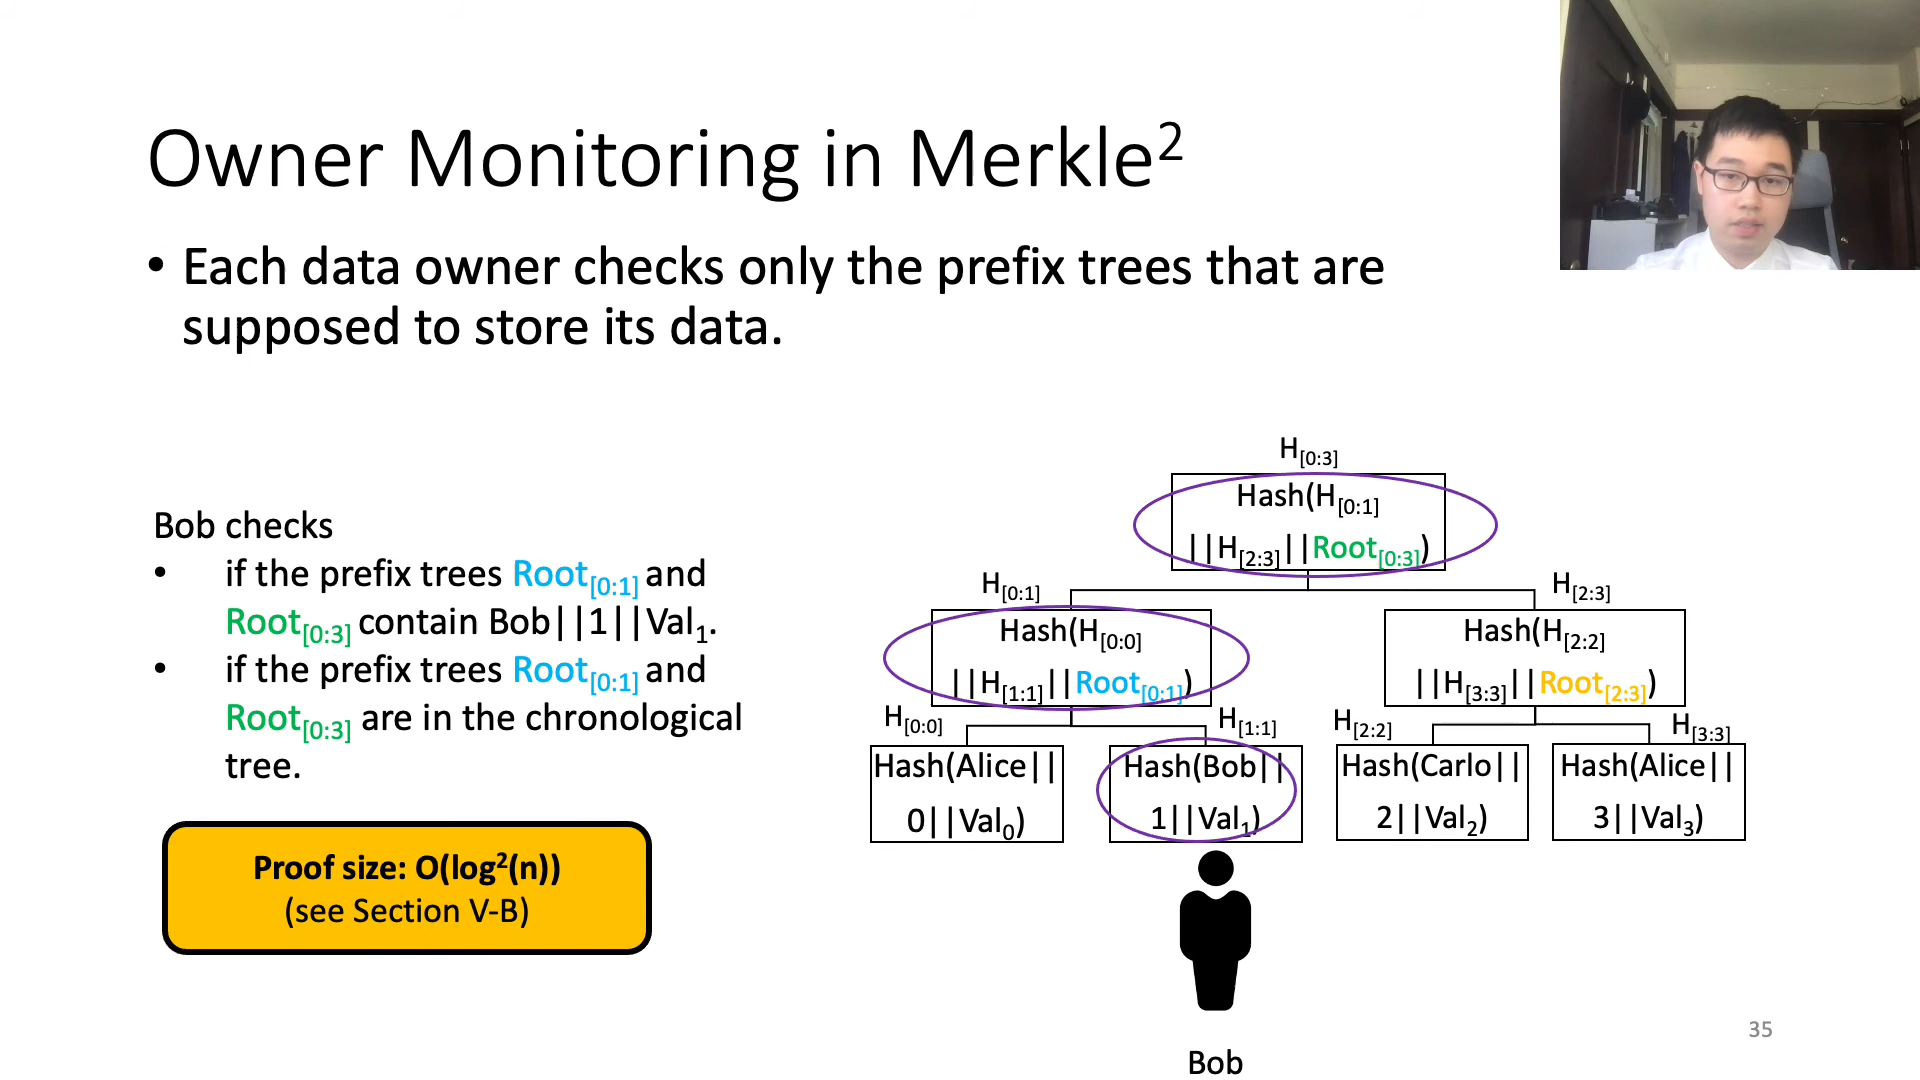 Owner Monitoring in Merkle²
• Each data owner checks only the prefix trees that are
supposed to store its data.
Bob checks
• if the prefix trees Root[0:1] and
Root[0:3] contain Bob||1||Val₁.
• if the prefix trees Root[0:1] and
Root[0:3] are in the chronological
tree.
Proof size: O(log²(n))
(see Section V-B)
H[0:3]
Hash(H[0:1]
||H[2:3]||Root[0:3])
H[0:1]
H[2:3]
Hash(H[0:0]
||H[1:1]||Root[0:1])
Hash(H[2:2]
||H[3:3]||Root[2:3])
H[0:0]
H[1:1]
H[2:2]
H[3:3]
Hash(Alice||
0||Val₀)
Hash(Bob||
1||Val₁)
Hash(Carlo||
2||Val₂)
Hash(Alice||
3||Val₃)
Bob
35